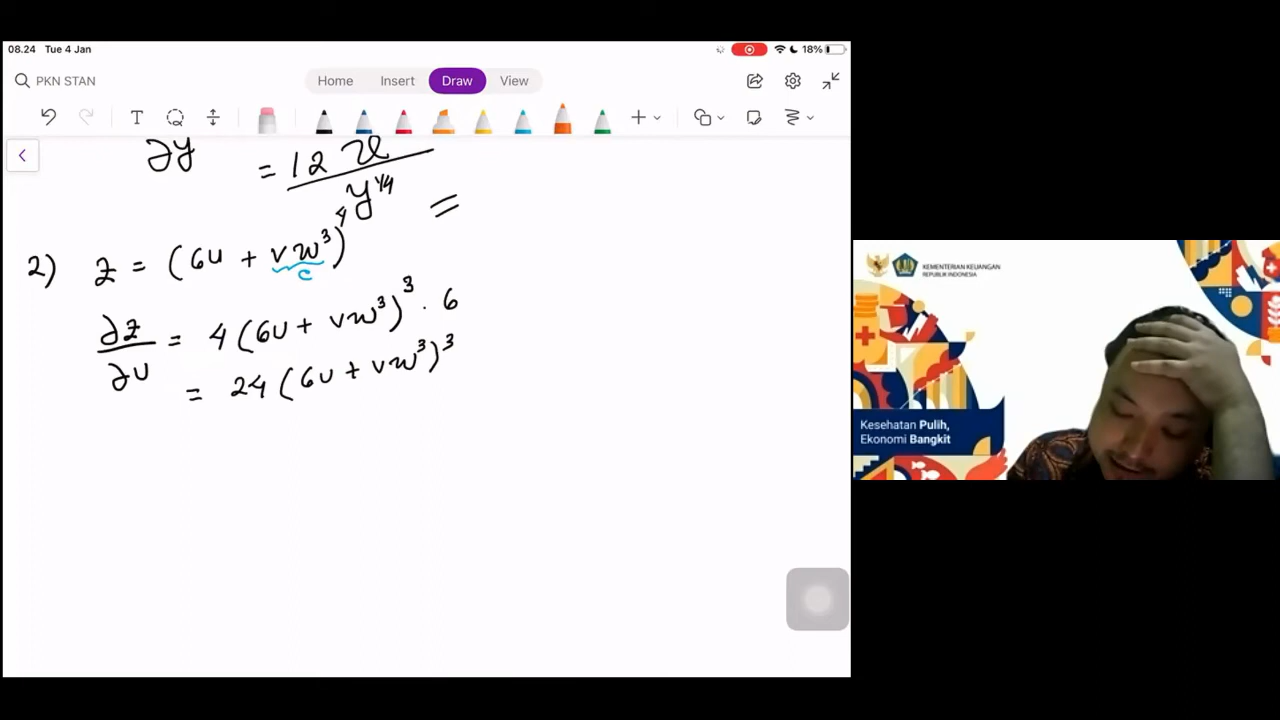 08.24 Tue 4 Jan
18%
PKN STAN
Home Insert Draw View
T
∂y = 12 x / y^1/4
=
2) z = (6u + vw³)⁴
c
∂z/∂u = 4(6u + vw³)³ · 6
= 24(6u + vw³)³
KEMENTERIAN KEUANGAN
REPUBLIK INDONESIA
Kesehatan Pulih,
Ekonomi Bangkit